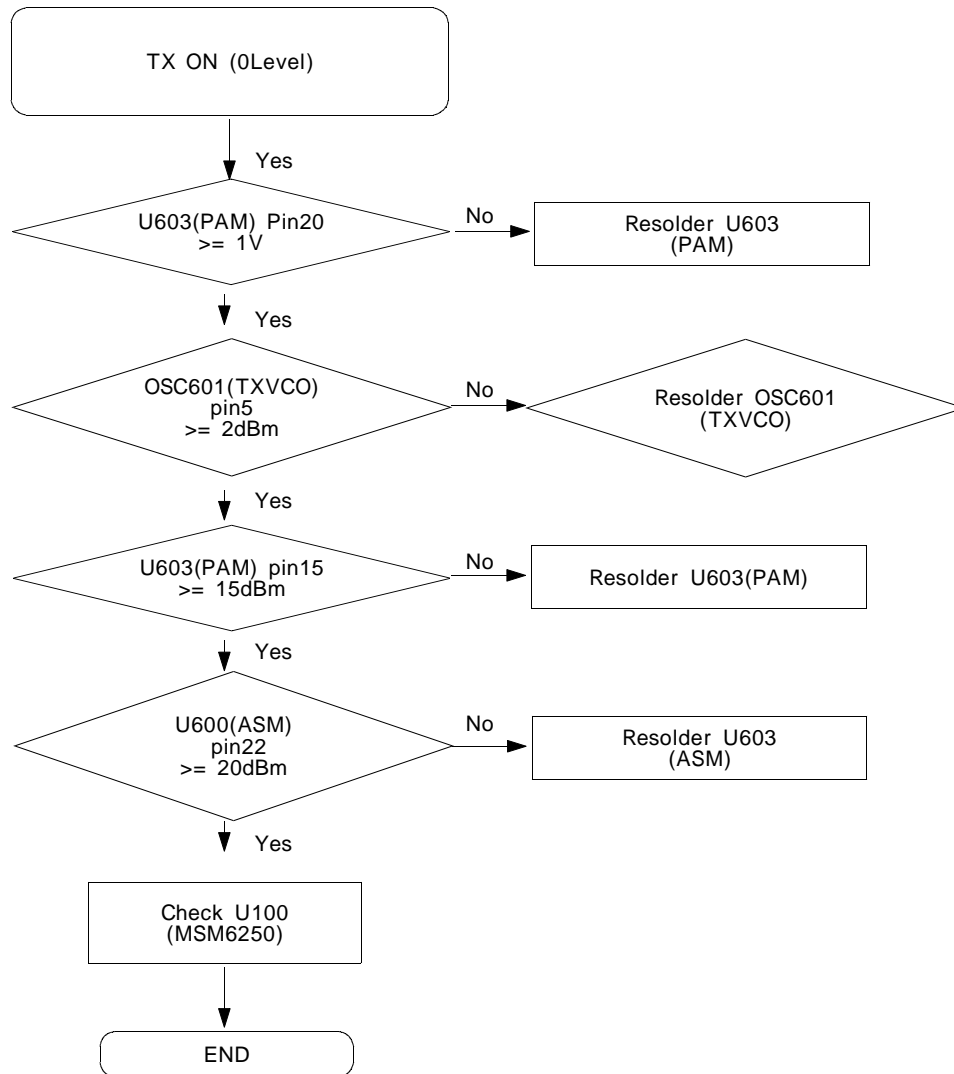 TX ON (0Level)
Yes
U603(PAM) Pin20
>= 1V
No
Resolder U603
(PAM)
Yes
OSC601(TXVCO)
pin5
>= 2dBm
No
Resolder OSC601
(TXVCO)
Yes
U603(PAM) pin15
>= 15dBm
No
Resolder U603(PAM)
Yes
U600(ASM)
pin22
>= 20dBm
No
Resolder U603
(ASM)
Yes
Check U100
(MSM6250)
END